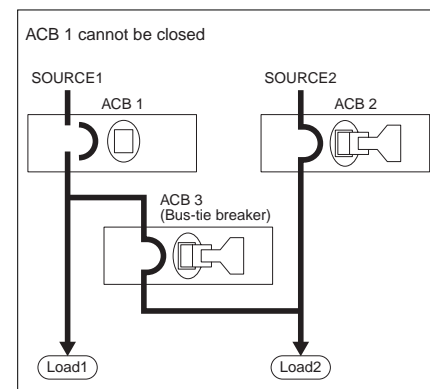 ACB 1 cannot be closed
SOURCE1
SOURCE2
ACB 1
ACB 2
ACB 3
(Bus-tie breaker)
Load1
Load2